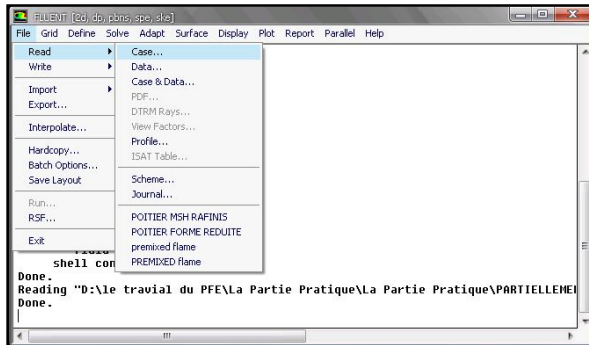 FLUENT [2d, dp, pbns, spe, ske]
File Grid Define Solve Adapt Surface Display Plot Report Parallel Help
Read
Write
Import
Export...
Interpolate...
Hardcopy...
Batch Options...
Save Layout
Run...
RSF...
Exit
Case...
Data...
Case & Data...
PDF...
DTRM Rays...
View Factors...
Profile...
ISAT Table...
Scheme...
Journal...
POITIER MSH RAFINIS
POITIER FORME REDUITE
premixed flame
PREMIXED flame
shell con
Done.
Reading "D:\le travial du PFE\La Partie Pratique\La Partie Pratique\PARTIELLEME
Done.